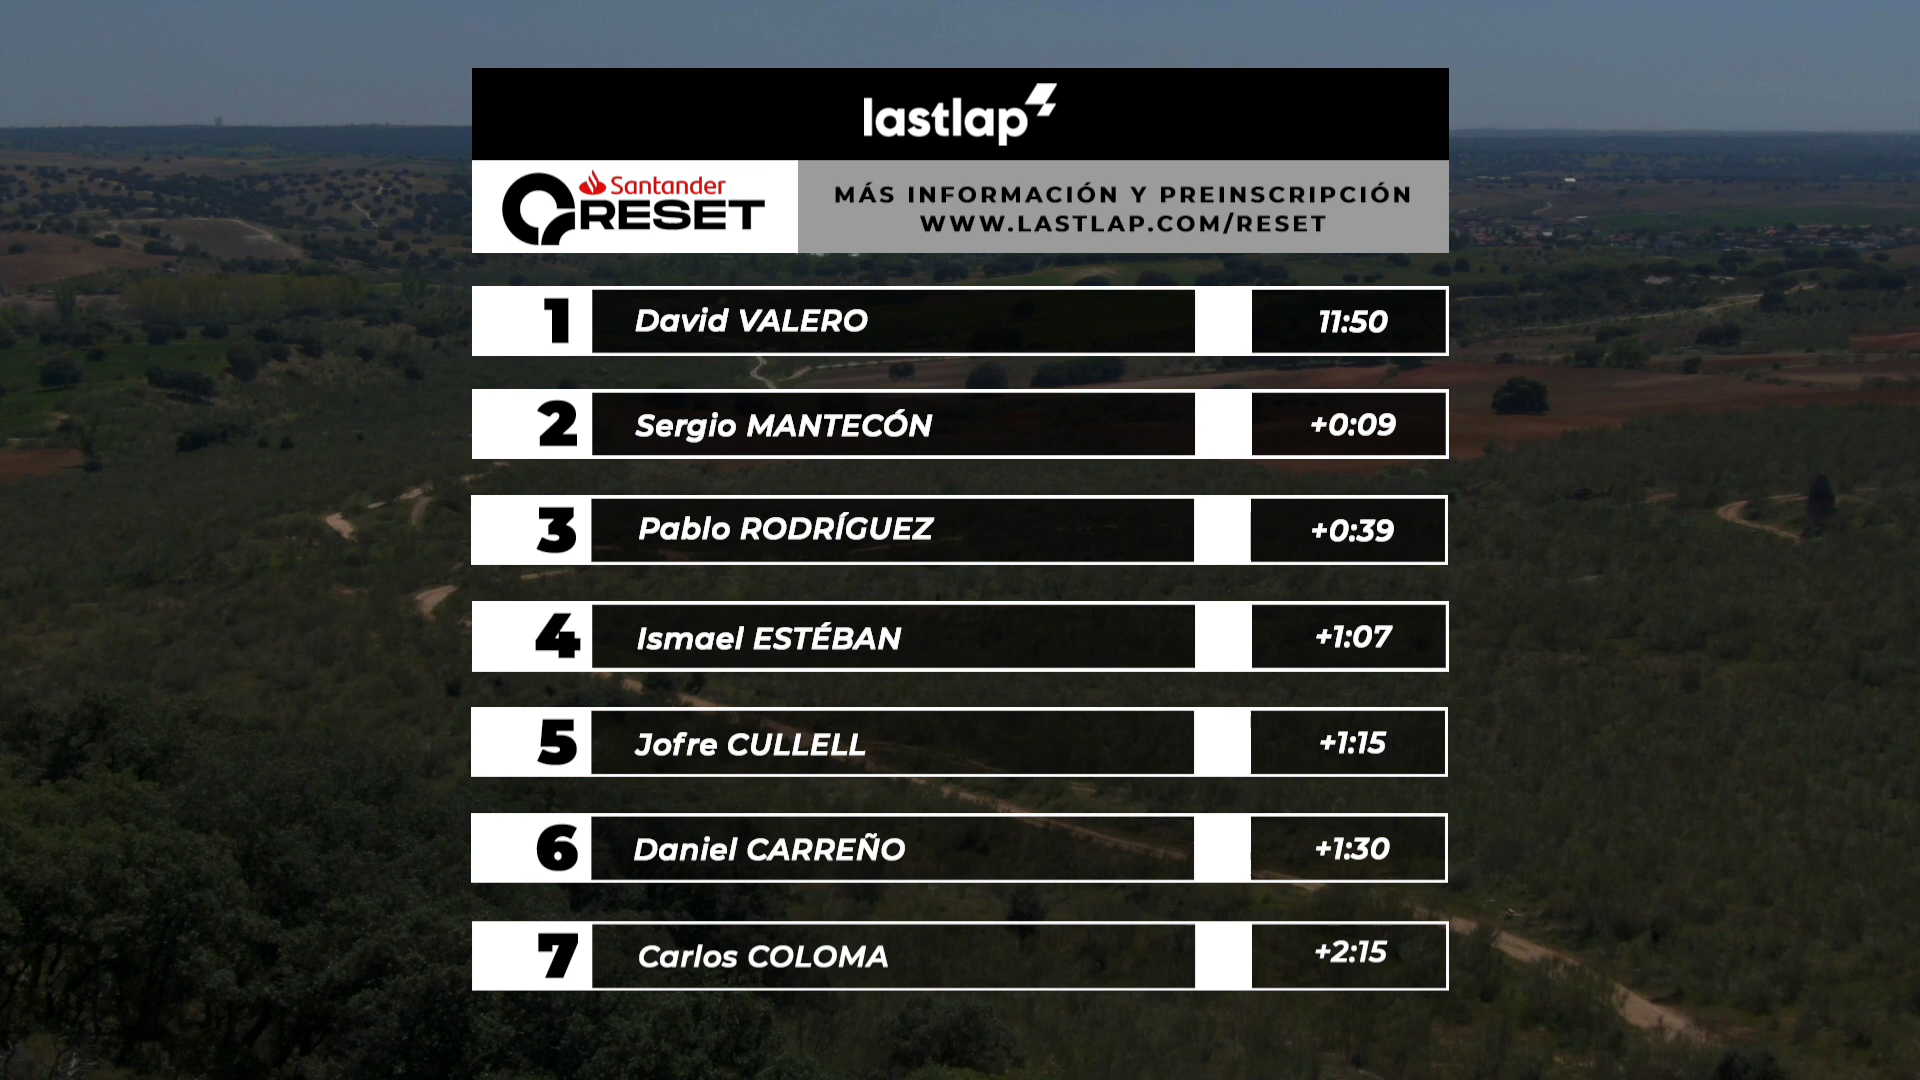 lastlap
Santander
RESET
MÁS INFORMACIÓN Y PREINSCRIPCIÓN
WWW.LASTLAP.COM/RESET
1 David VALERO 11:50
2 Sergio MANTECÓN +0:09
3 Pablo RODRÍGUEZ +0:39
4 Ismael ESTÉBAN +1:07
5 Jofre CULLELL +1:15
6 Daniel CARREÑO +1:30
7 Carlos COLOMA +2:15